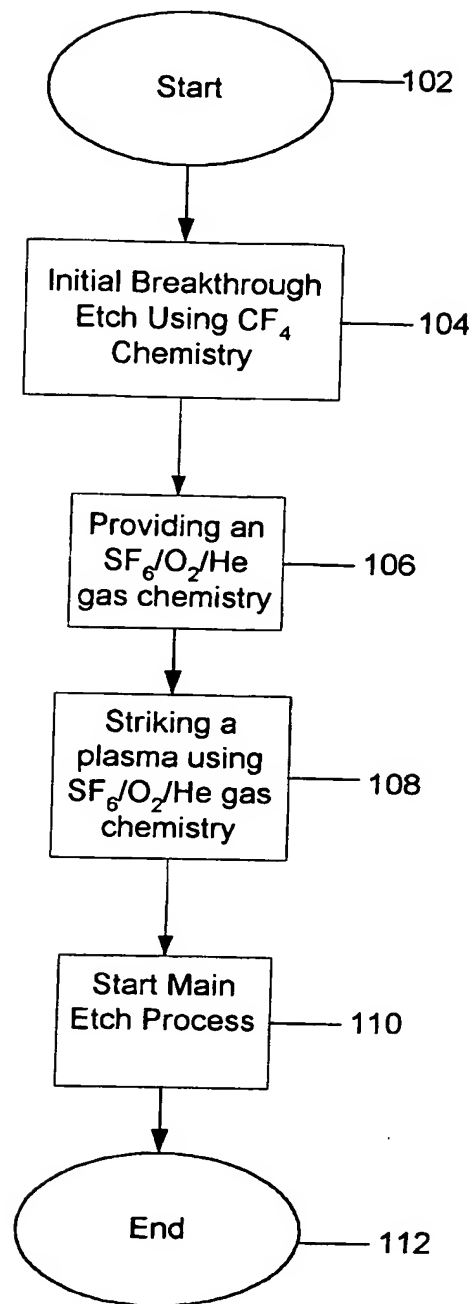 Start
102
Initial Breakthrough
Etch Using CF₄
Chemistry
104
Providing an
SF₆/O₂/He
gas chemistry
106
Striking a
plasma using
SF₆/O₂/He gas
chemistry
108
Start Main
Etch Process
110
End
112